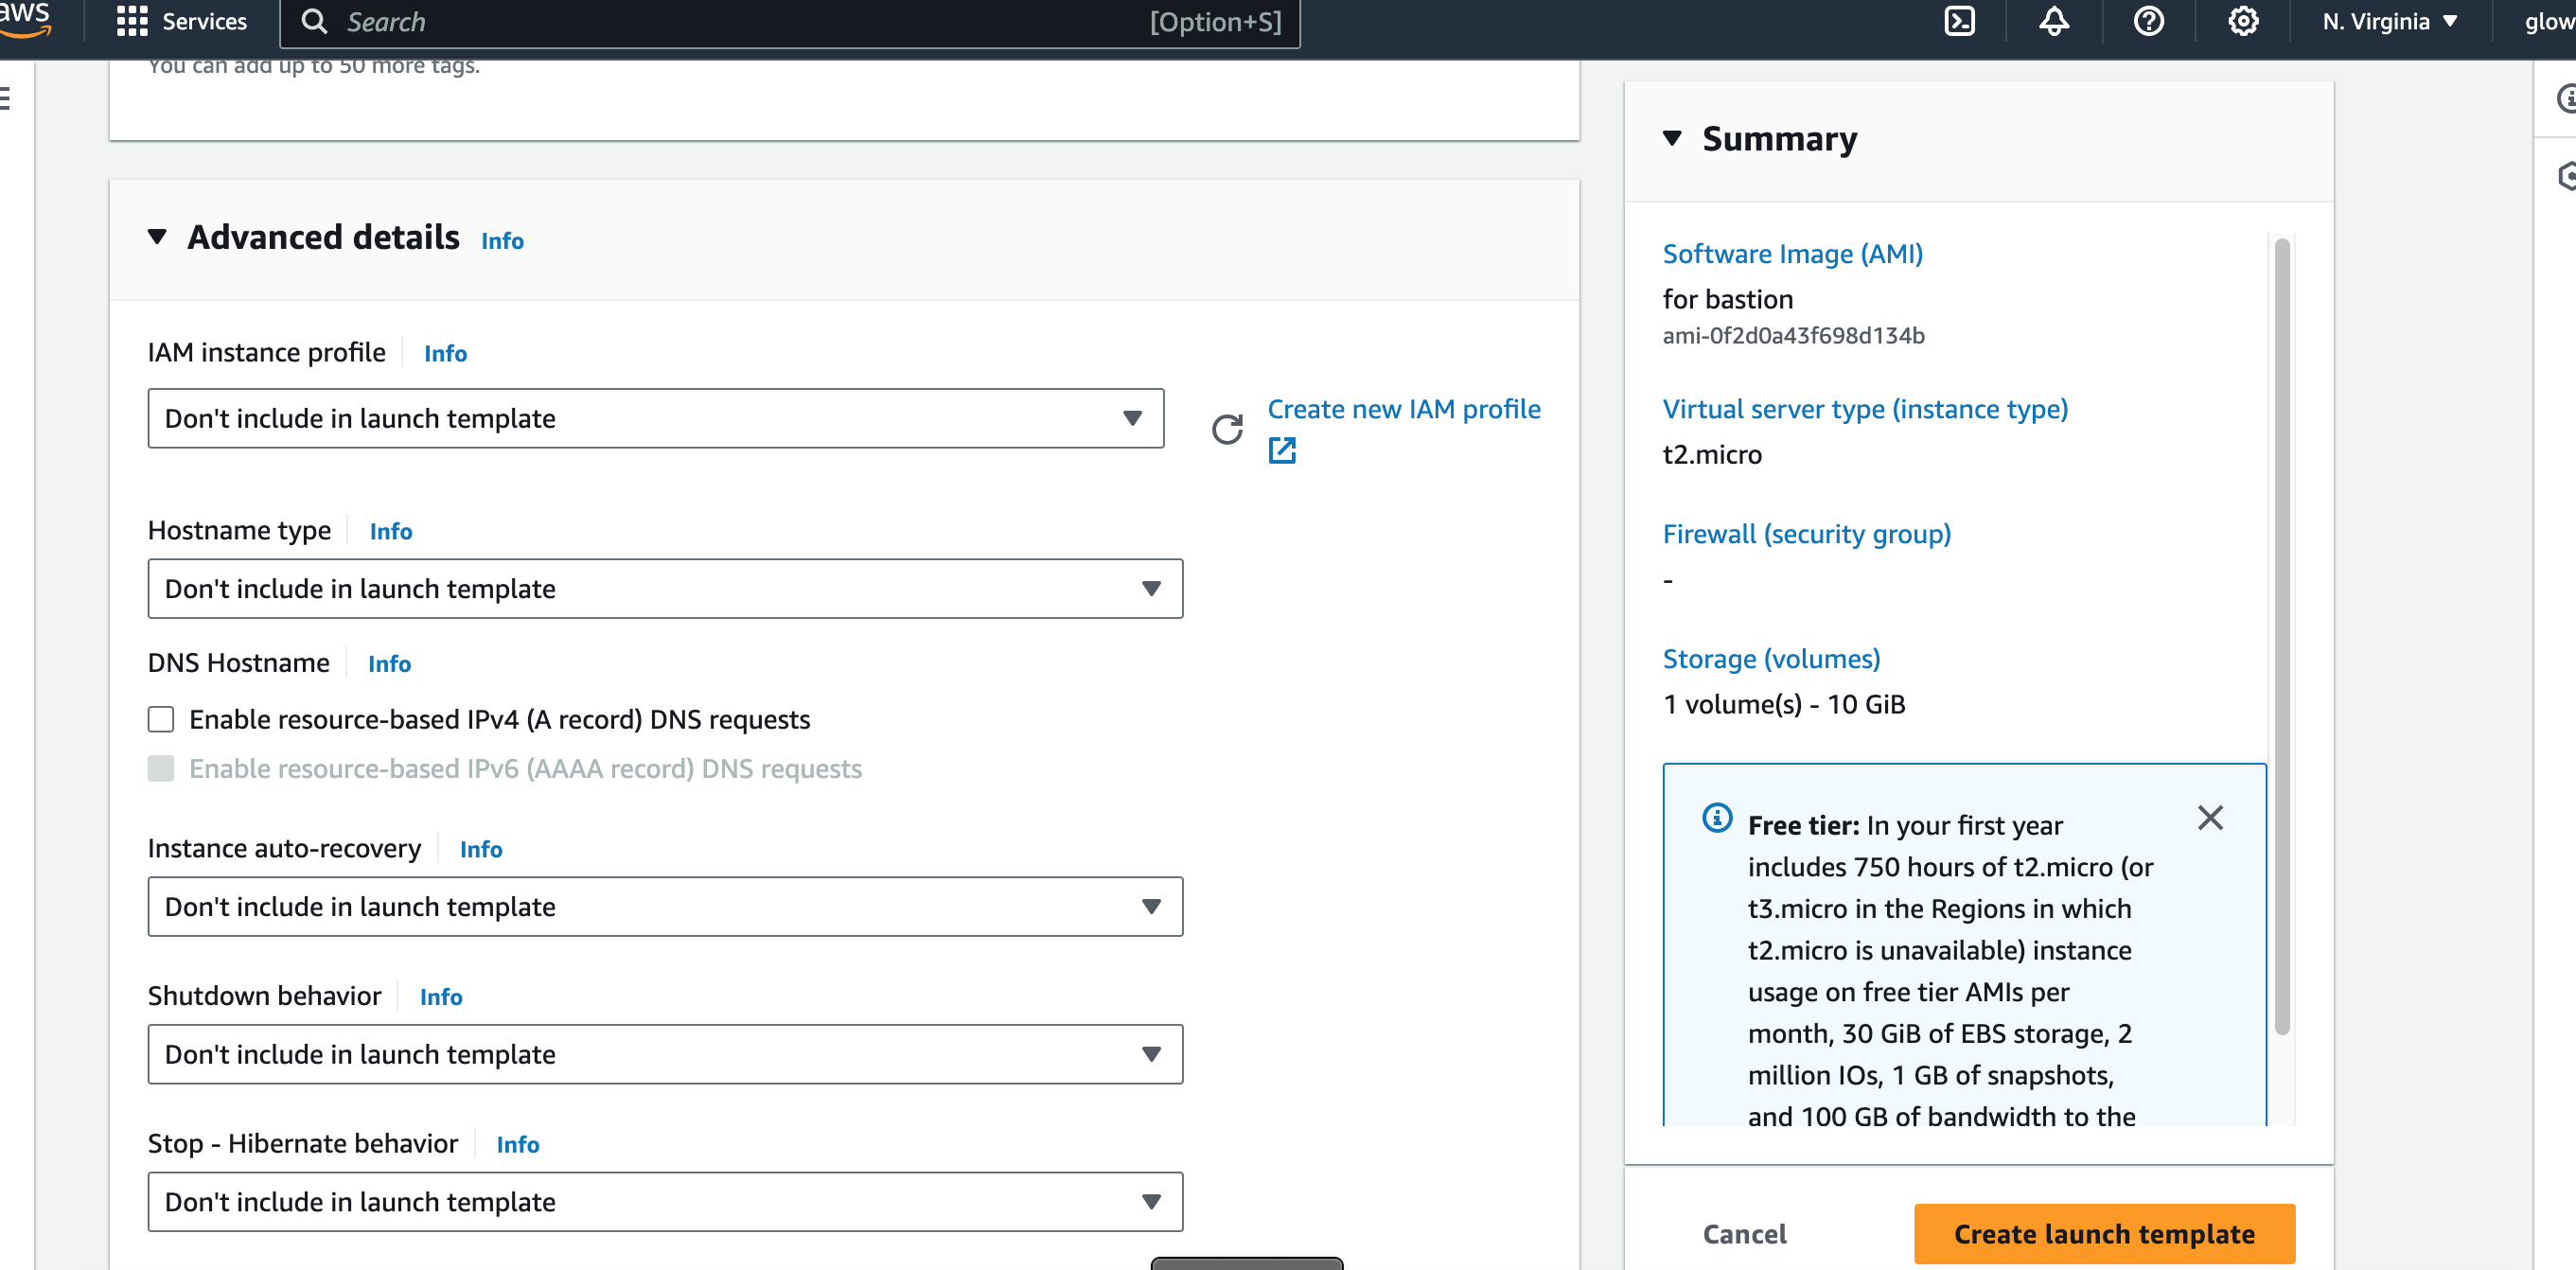 aws
Services
Search [Option+S]
N. Virginia
glow
You can add up to 50 more tags.
Advanced details Info
IAM instance profile Info
Don't include in launch template
Create new IAM profile
Hostname type Info
Don't include in launch template
DNS Hostname Info
Enable resource-based IPv4 (A record) DNS requests
Enable resource-based IPv6 (AAAA record) DNS requests
Instance auto-recovery Info
Don't include in launch template
Shutdown behavior Info
Don't include in launch template
Stop - Hibernate behavior Info
Don't include in launch template
Summary
Software Image (AMI)
for bastion
ami-0f2d0a43f698d134b
Virtual server type (instance type)
t2.micro
Firewall (security group)
-
Storage (volumes)
1 volume(s) - 10 GiB
Free tier: In your first year
includes 750 hours of t2.micro (or
t3.micro in the Regions in which
t2.micro is unavailable) instance
usage on free tier AMIs per
month, 30 GiB of EBS storage, 2
million IOs, 1 GB of snapshots,
and 100 GB of bandwidth to the
Cancel
Create launch template